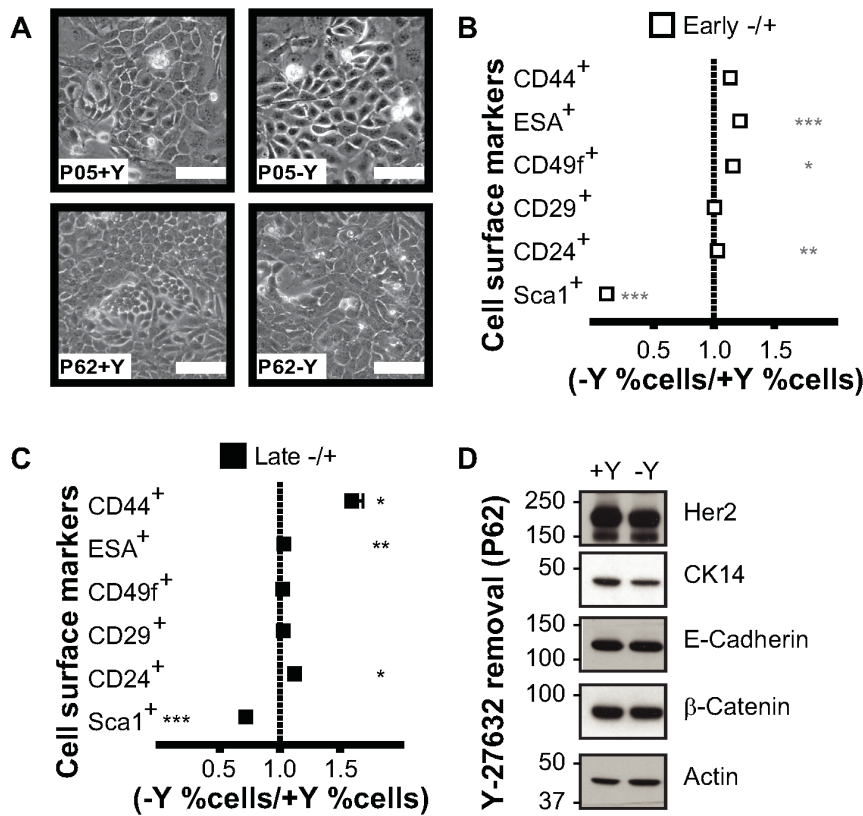 A
P05+Y
P05-Y
P62+Y
P62-Y
B
Early -/+
Cell surface markers
CD44+
ESA+ ***
CD49f+ *
CD29+
CD24+ **
Sca1+ ***
0.5 1.0 1.5
(-Y %cells/+Y %cells)
C
Late -/+
Cell surface markers
CD44+ *
ESA+ **
CD49f+
CD29+
CD24+ *
Sca1+ ***
0.5 1.0 1.5
(-Y %cells/+Y %cells)
D
Y-27632 removal (P62)
+Y -Y
250
150
Her2
50
CK14
150
100
E-Cadherin
100
β-Catenin
50
37
Actin